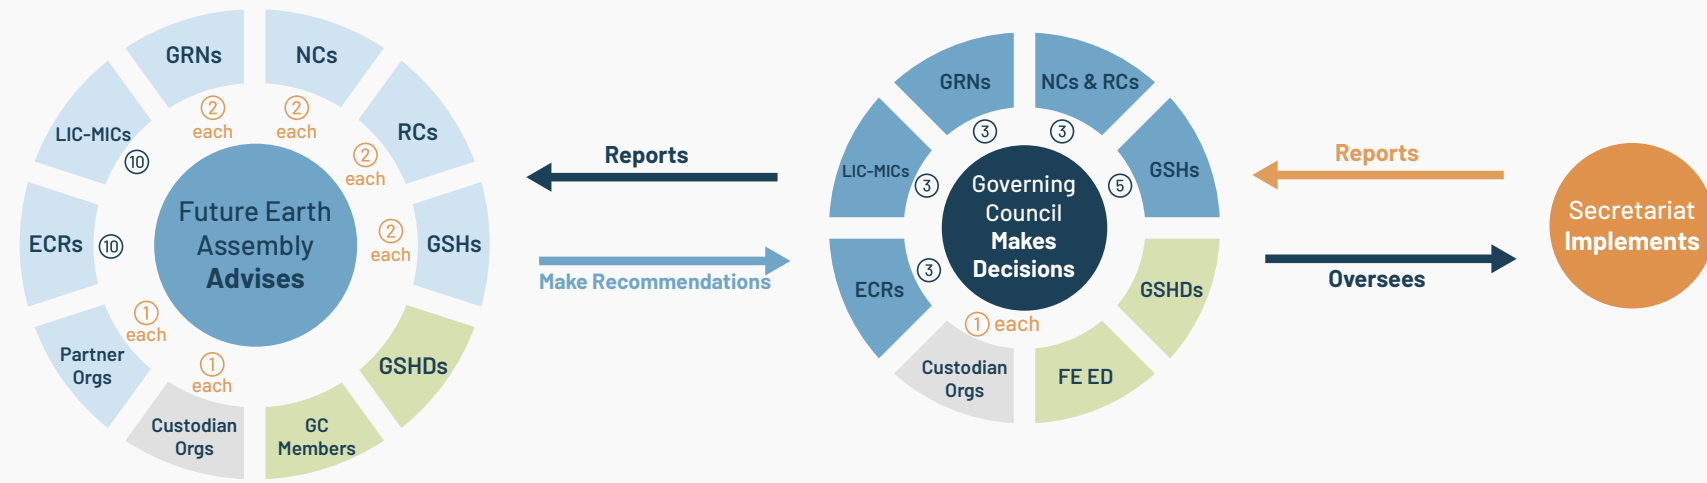 GRNs
2
each
NCs
2
each
RCs
2
each
GSHs
2
each
GSHDs
GC
Members
Custodian
Orgs
1
each
Partner
Orgs
1
each
ECRs
10
LIC-MICs
10
Future Earth
Assembly
Advises
Reports
Make Recommendations
GRNs
3
NCs & RCs
3
GSHs
5
GSHDs
FE ED
Custodian
Orgs
1 each
ECRs
3
LIC-MICs
3
Governing
Council
Makes
Decisions
Reports
Oversees
Secretariat
Implements